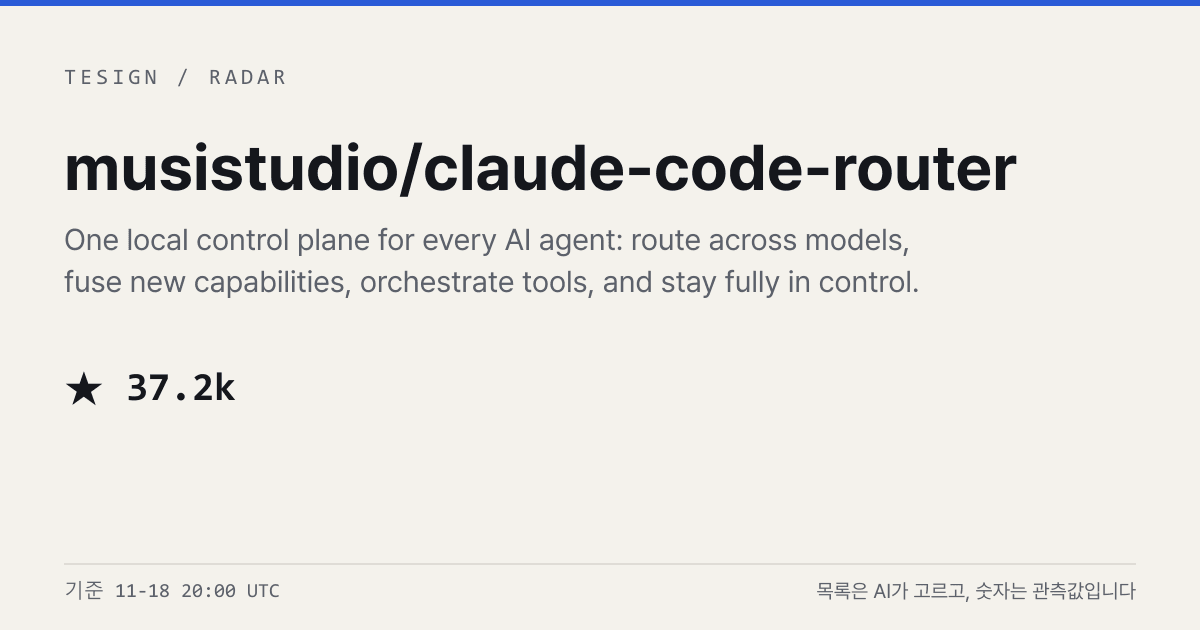 TESIGN / RADAR
musistudio/claude-code-router
One local control plane for every AI agent: route across models,
fuse new capabilities, orchestrate tools, and stay fully in control.
★ 37.2k
기준 11-18 20:00 UTC
목록은 AI가 고르고, 숫자는 관측값입니다